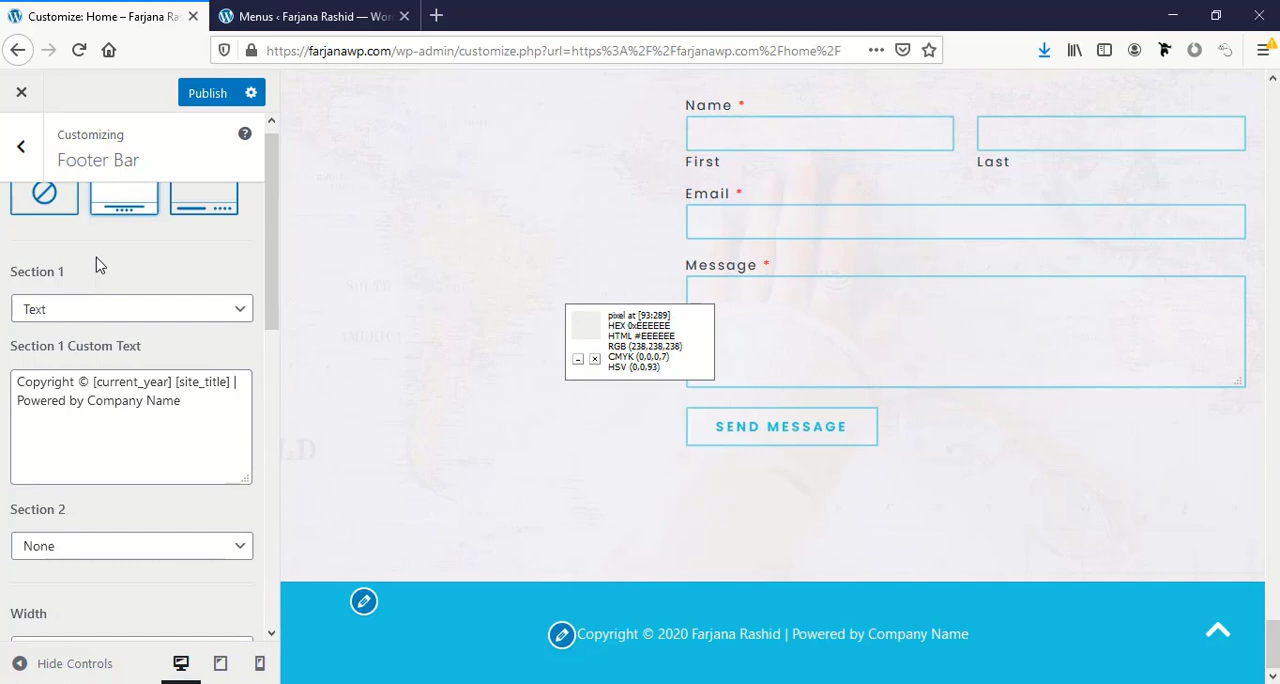 Customize: Home – Farjana Ra
Menus ‹ Farjana Rashid — Wor
https://farjanawp.com/wp-admin/customize.php?url=https%3A%2F%2Ffarjanawp.com%2Fhome%2F
Publish
Customizing
Footer Bar
Section 1
Text
Section 1 Custom Text
Copyright © [current_year] [site_title] |
Powered by Company Name
Section 2
None
Width
Hide Controls
Name *
First
Last
Email *
Message *
pixel at [93:289]
HEX 0xEEEEEE
HTML #EEEEEE
RGB (238,238,238)
CMYK (0,0,0,7)
HSV (0,0,93)
SEND MESSAGE
Copyright © 2020 Farjana Rashid | Powered by Company Name